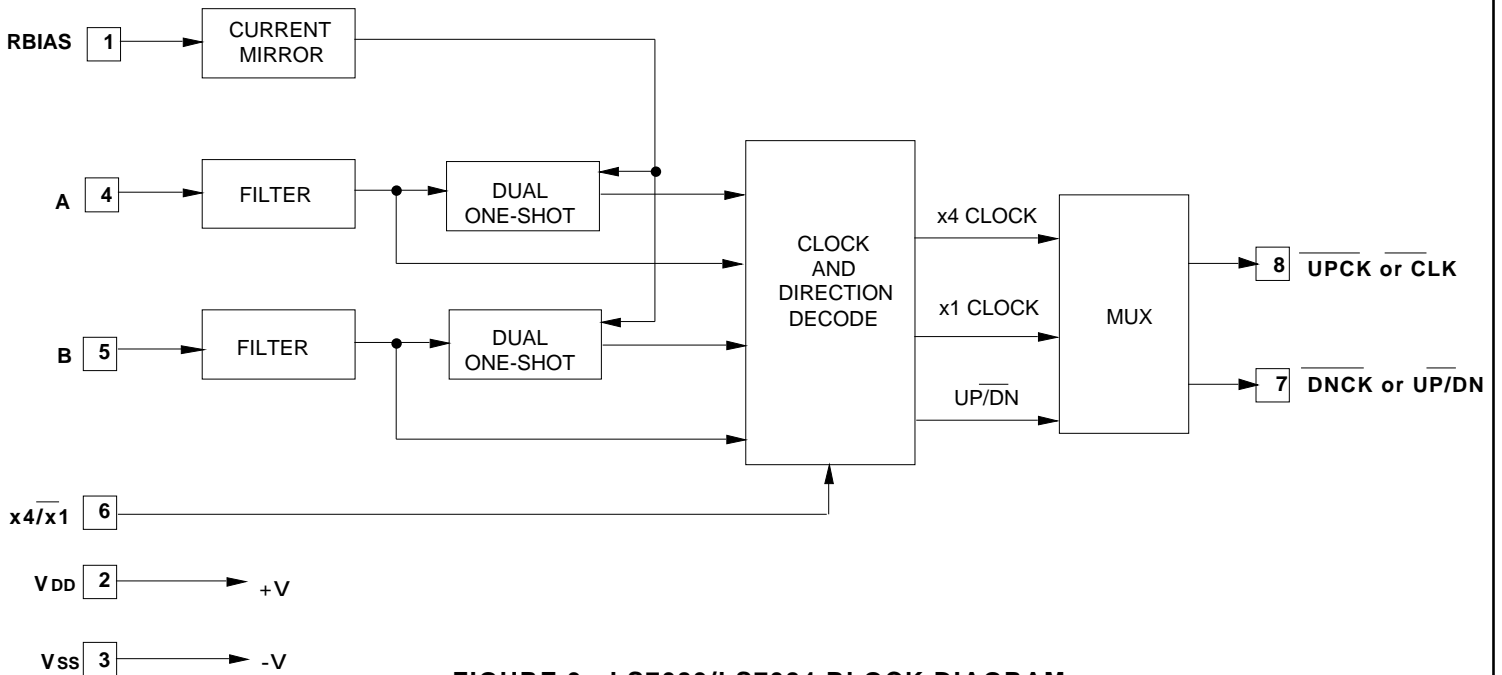 RBIAS 1
CURRENT
MIRROR
A 4
FILTER
DUAL
ONE-SHOT
B 5
FILTER
DUAL
ONE-SHOT
CLOCK
AND
DIRECTION
DECODE
x4 CLOCK
x1 CLOCK
UP/DN
MUX
8 UPCK or CLK
7 DNCK or UP/DN
x4/x1 6
VDD 2 +V
VSS 3 -V